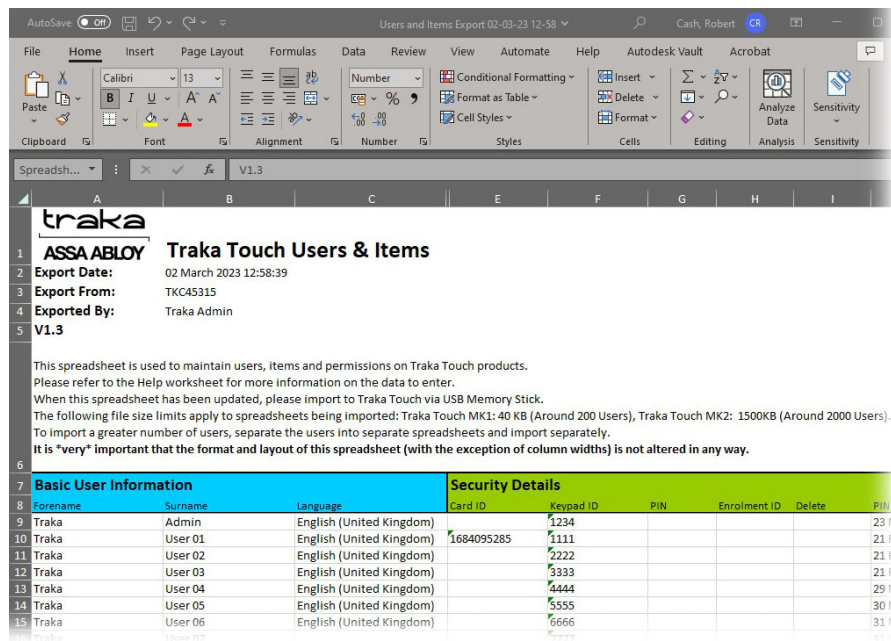 AutoSave Off Users and Items Export 02-03-23 12-58 Cash, Robert CR
File Home Insert Page Layout Formulas Data Review View Automate Help Autodesk Vault Acrobat
Paste Calibri 13 Number Conditional Formatting Insert
B I U A A % Format as Table Delete Analyze Data Sensitivity
A Cell Styles Format
Clipboard Font Alignment Number Styles Cells Editing Analysis Sensitivity
Spreadsh... fx V1.3
A B C E F G H I
traka
1 ASSA ABLOY Traka Touch Users & Items
2 Export Date: 02 March 2023 12:58:39
3 Export From: TKC45315
4 Exported By: Traka Admin
5 V1.3
This spreadsheet is used to maintain users, items and permissions on Traka Touch products.
Please refer to the Help worksheet for more information on the data to enter.
When this spreadsheet has been updated, please import to Traka Touch via USB Memory Stick.
The following file size limits apply to spreadsheets being imported: Traka Touch MK1: 40 KB (Around 200 Users), Traka Touch MK2: 1500KB (Around 2000 Users).
To import a greater number of users, separate the users into separate spreadsheets and import separately.
It is *very* important that the format and layout of this spreadsheet (with the exception of column widths) is not altered in any way.
6
7 Basic User Information Security Details
8 Forename Surname Language Card ID Keypad ID PIN Enrolment ID Delete PIN
9 Traka Admin English (United Kingdom) 1234 23
10 Traka User 01 English (United Kingdom) 1684095285 1111 21
11 Traka User 02 English (United Kingdom) 2222 21
12 Traka User 03 English (United Kingdom) 3333 21
13 Traka User 04 English (United Kingdom) 4444 29
14 Traka User 05 English (United Kingdom) 5555 30
15 Traka User 06 English (United Kingdom) 6666 31
Traka User 07